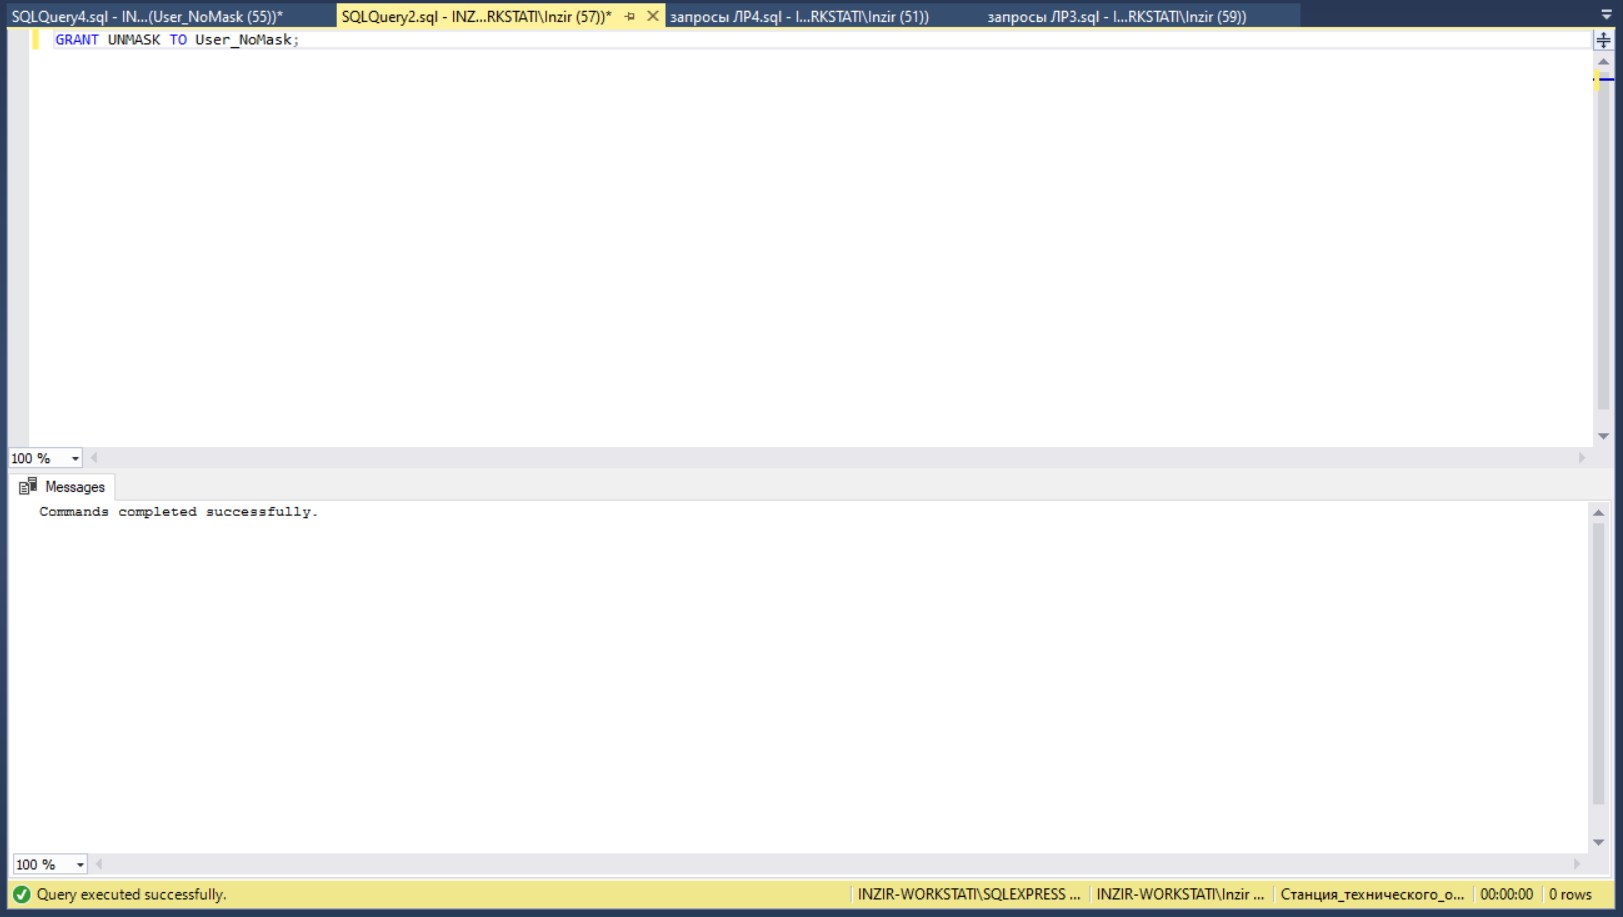 SQLQuery4.sql - IN...(User_NoMask (55))*
SQLQuery2.sql - INZ...RKSTATI\Inzir (57))*
запросы ЛР4.sql - I...RKSTATI\Inzir (51))
запросы ЛР3.sql - I...RKSTATI\Inzir (59))
GRANT UNMASK TO User_NoMask;
100 %
Messages
Commands completed successfully.
100 %
Query executed successfully.
INZIR-WORKSTATI\SQLEXPRESS ...
INZIR-WORKSTATI\Inzir ...
Станция_технического_о...
00:00:00
0 rows